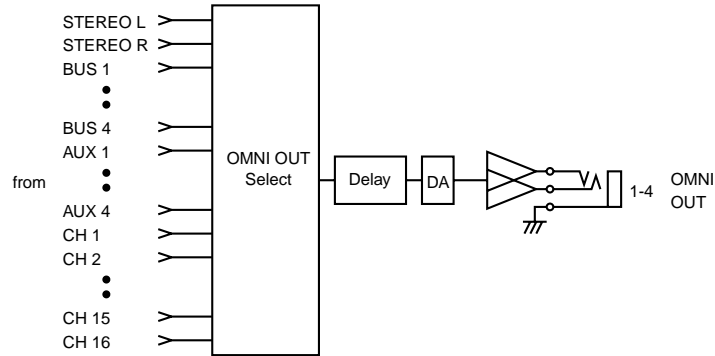 STEREO L
STEREO R
BUS 1
BUS 4
AUX 1
from
AUX 4
CH 1
CH 2
CH 15
CH 16
OMNI OUT
Select
Delay
DA
1-4
OMNI
OUT